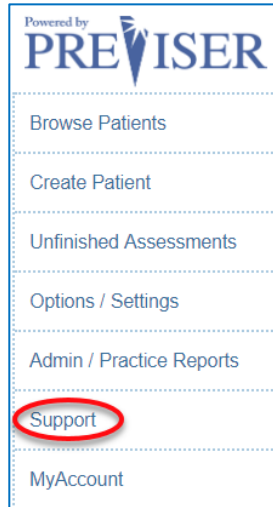 Powered by
PREVISER
Browse Patients
Create Patient
Unfinished Assessments
Options / Settings
Admin / Practice Reports
Support
MyAccount